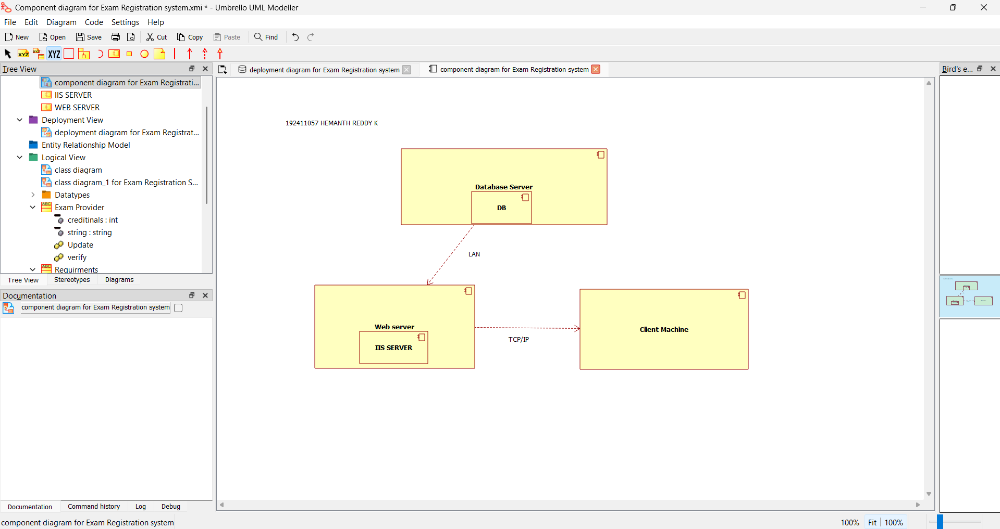 Component diagram for Exam Registration system.xmi * - Umbrello UML Modeller
File Edit Diagram Code Settings Help
New Open Save Cut Copy Paste Find
XYZ XYZ XYZ
Tree View
deployment diagram for Exam Registration system
component diagram for Exam Registration system
Bird's e...
component diagram for Exam Registrati...
IIS SERVER
WEB SERVER
Deployment View
deployment diagram for Exam Registrat...
Entity Relationship Model
Logical View
class diagram
class diagram_1 for Exam Registration S...
Datatypes
ABC Exam Provider
creditinals : int
string : string
Update
verify
ABC Requirments
Tree View Stereotypes Diagrams
Documentation
component diagram for Exam Registration system
192411057 HEMANTH REDDY K
Database Server
DB
LAN
Web server
IIS SERVER
TCP/IP
Client Machine
Documentation Command history Log Debug
component diagram for Exam Registration system
100% Fit 100%